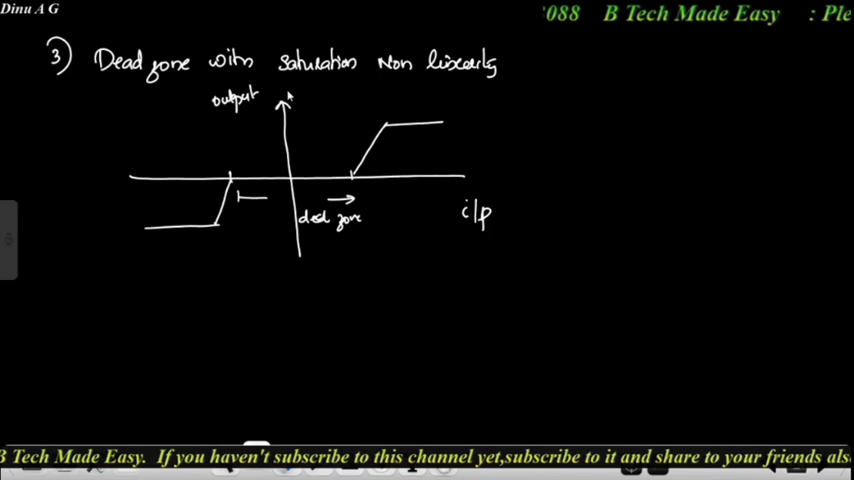 Dinu A G
088 B Tech Made Easy : Ple
3) Dead zone with saturation Non linearity
output
ded zone
i/p
B Tech Made Easy. If you haven't subscribe to this channel yet,subscribe to it and share to your friends als